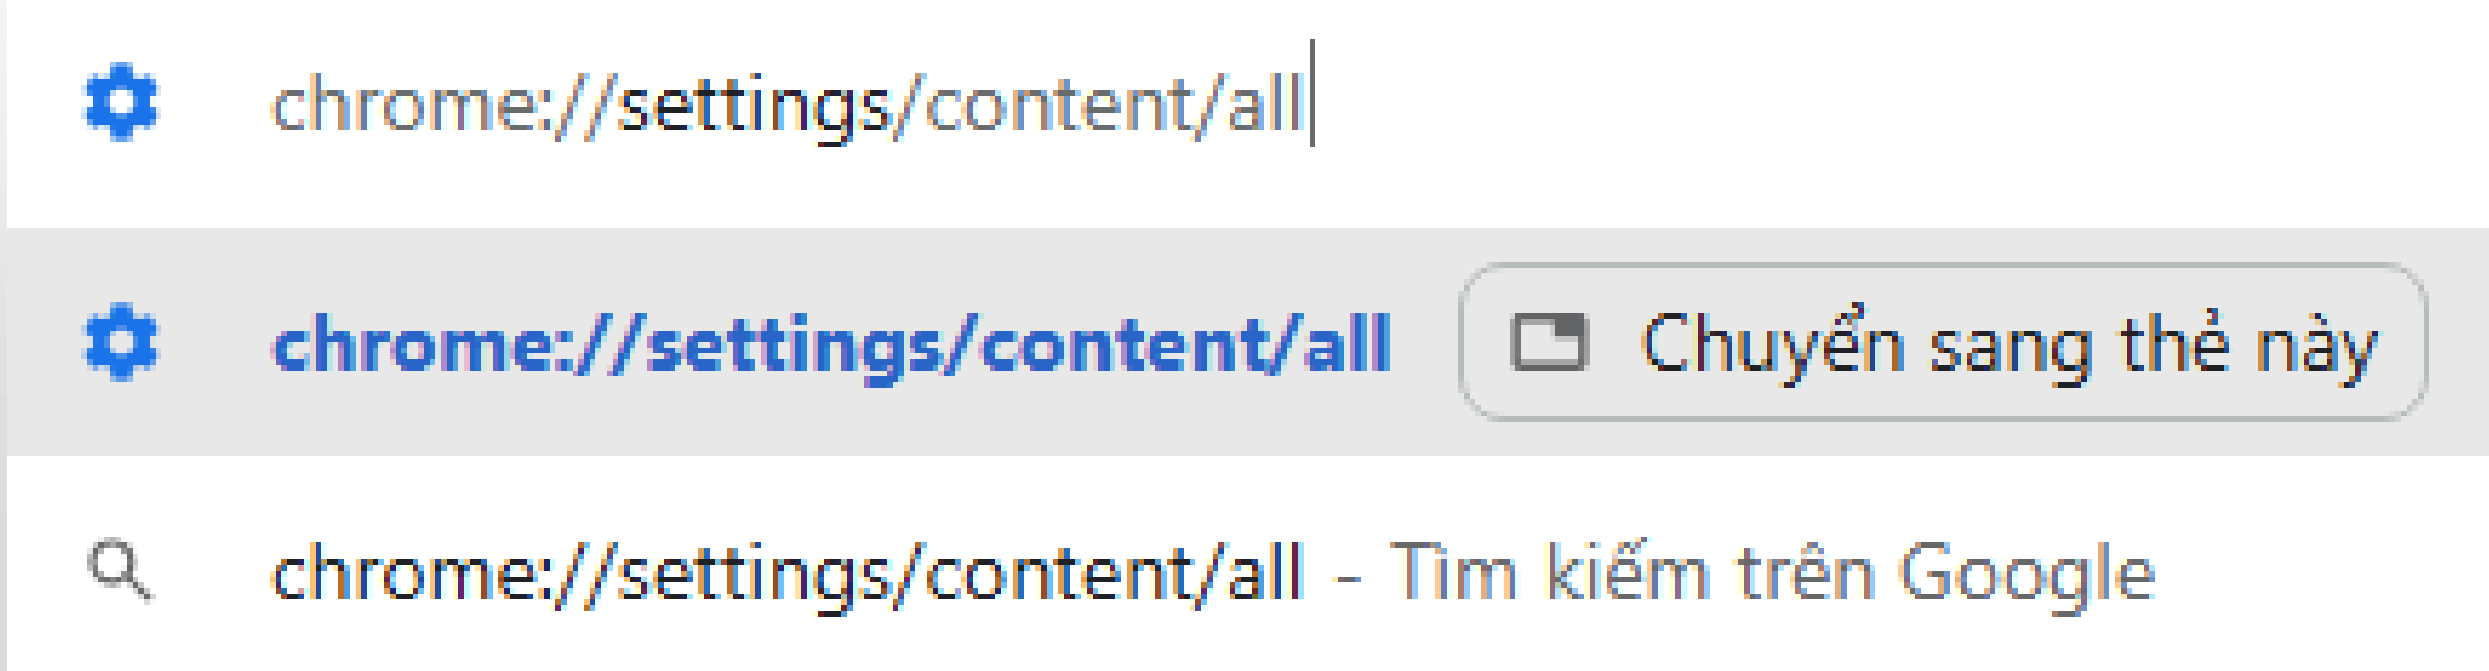 chrome://settings/content/all
chrome://settings/content/all Chuyển sang thẻ này
chrome://settings/content/all - Tìm kiếm trên Google